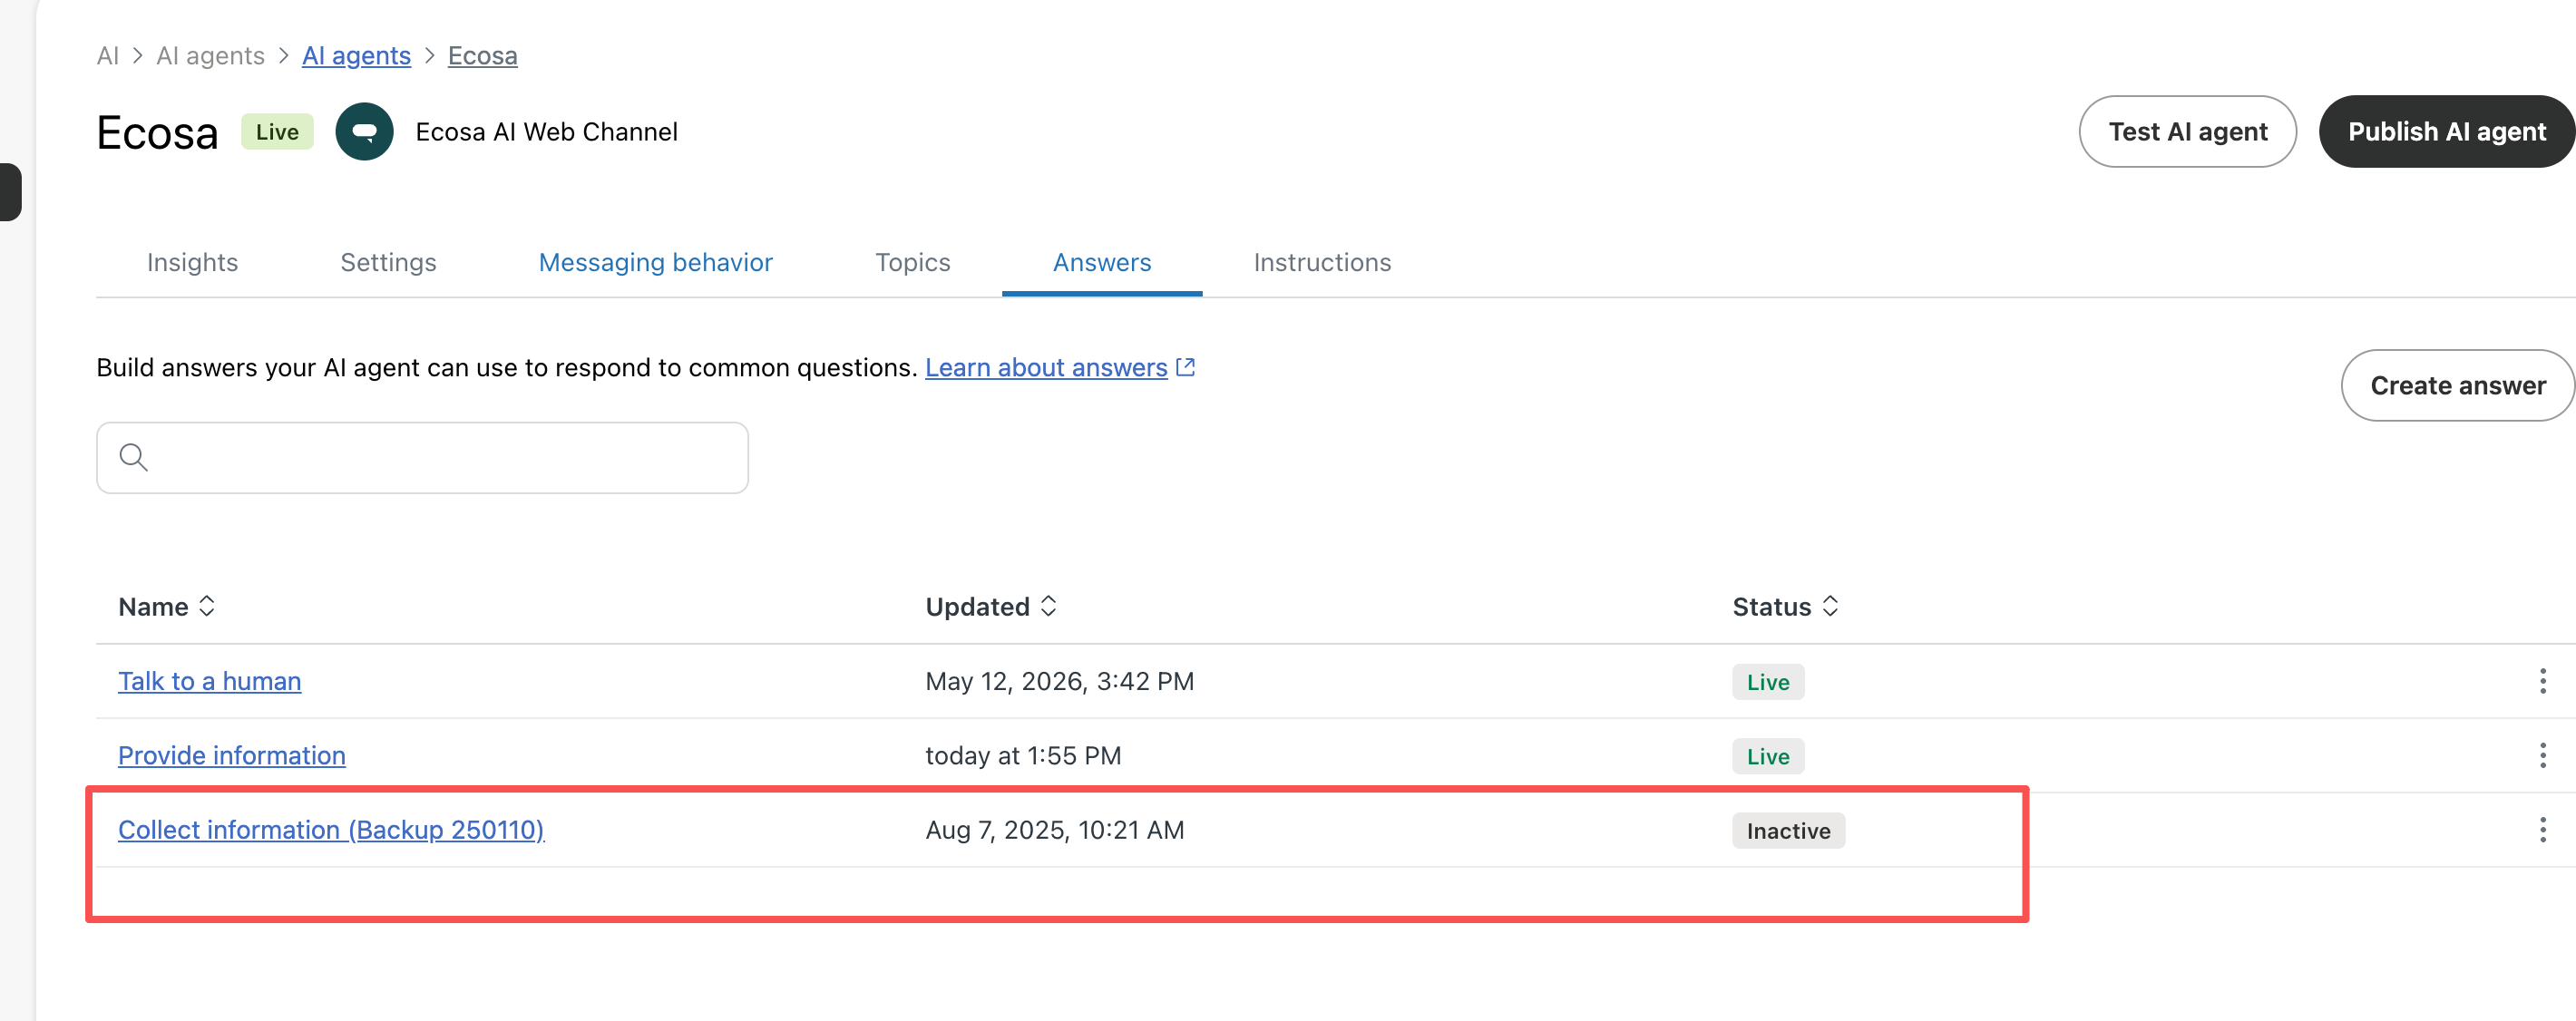 AI > AI agents > AI agents > Ecosa
Ecosa Live Ecosa AI Web Channel
Test AI agent Publish AI agent
Insights Settings Messaging behavior Topics Answers Instructions
Build answers your AI agent can use to respond to common questions. Learn about answers
Create answer
Name Updated Status
Talk to a human May 12, 2026, 3:42 PM Live
Provide information today at 1:55 PM Live
Collect information (Backup 250110) Aug 7, 2025, 10:21 AM Inactive